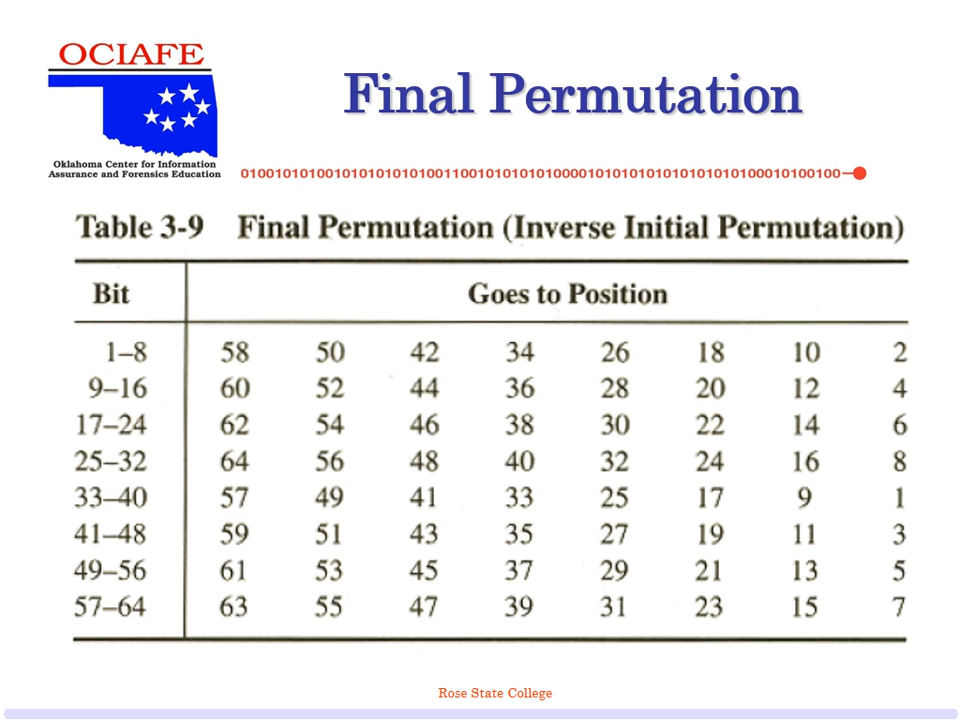 OCIAFE
Oklahoma Center for Information
Assurance and Forensics Education
Final Permutation
010010101001010101010101001100101010101010000101010101010101010100010100100
Table 3-9 Final Permutation (Inverse Initial Permutation)
Bit Goes to Position
1–8 58 50 42 34 26 18 10 2
9–16 60 52 44 36 28 20 12 4
17–24 62 54 46 38 30 22 14 6
25–32 64 56 48 40 32 24 16 8
33–40 57 49 41 33 25 17 9 1
41–48 59 51 43 35 27 19 11 3
49–56 61 53 45 37 29 21 13 5
57–64 63 55 47 39 31 23 15 7
Rose State College